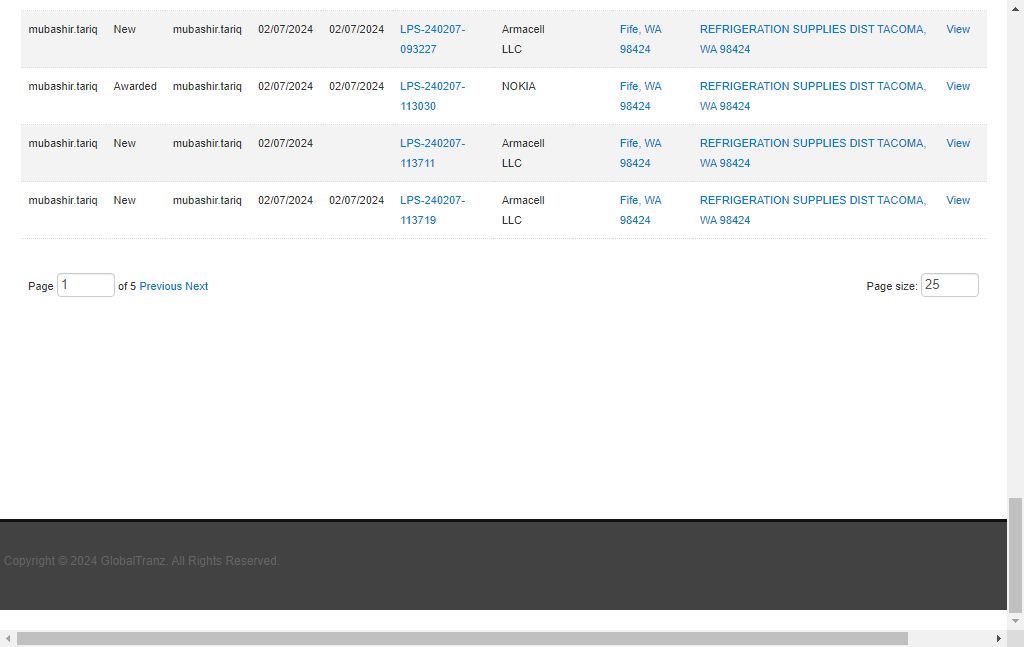 mubashir.tariq New mubashir.tariq 02/07/2024 02/07/2024 LPS-240207- Armacell Fife, WA REFRIGERATION SUPPLIES DIST TACOMA, View
093227 LLC 98424 WA 98424
mubashir.tariq Awarded mubashir.tariq 02/07/2024 02/07/2024 LPS-240207- NOKIA Fife, WA REFRIGERATION SUPPLIES DIST TACOMA, View
113030 98424 WA 98424
mubashir.tariq New mubashir.tariq 02/07/2024 LPS-240207- Armacell Fife, WA REFRIGERATION SUPPLIES DIST TACOMA, View
113711 LLC 98424 WA 98424
mubashir.tariq New mubashir.tariq 02/07/2024 02/07/2024 LPS-240207- Armacell Fife, WA REFRIGERATION SUPPLIES DIST TACOMA, View
113719 LLC 98424 WA 98424
Page 1 of 5 Previous Next Page size: 25
Copyright © 2024 GlobalTranz. All Rights Reserved.